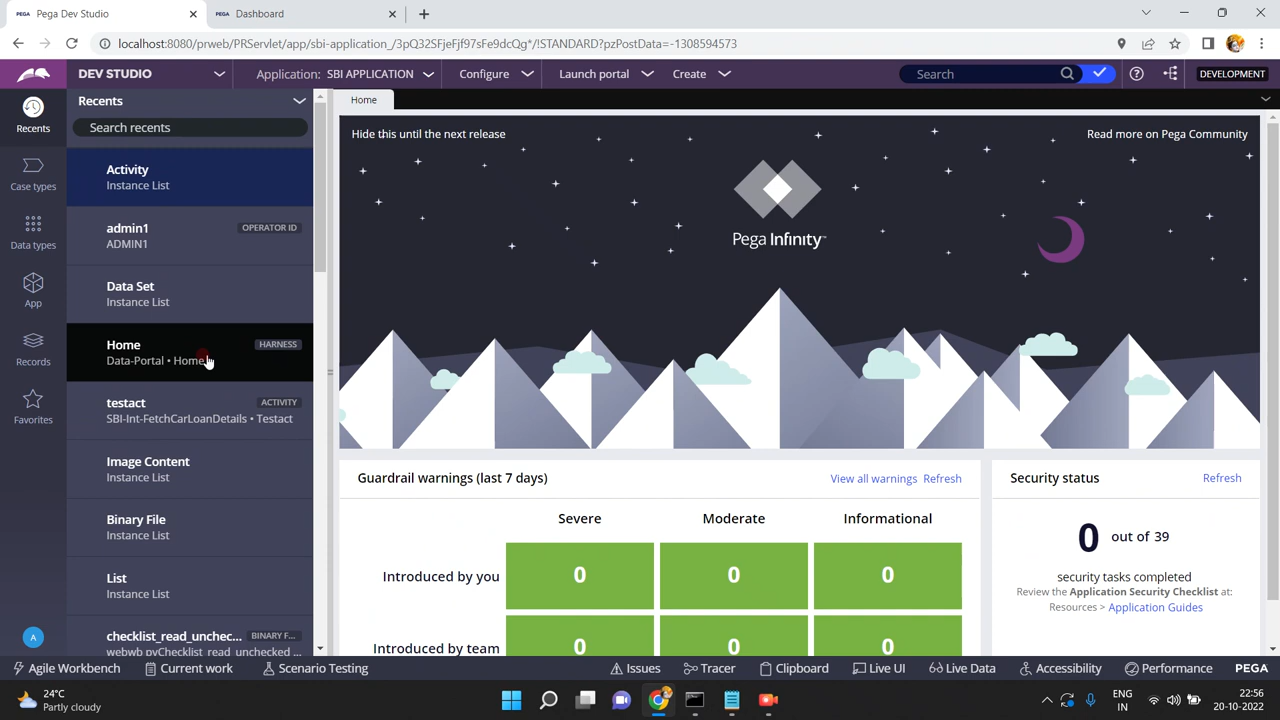 PEGA Pega Dev Studio
PEGA Dashboard
localhost:8080/prweb/PRServlet/app/sbi-application_/3pQ32SFjeFjf97sFe9dcQg*/!STANDARD?pzPostData=-1308594573
DEV STUDIO
Application: SBI APPLICATION
Configure
Launch portal
Create
Search
DEVELOPMENT
Recents
Case types
Data types
App
Records
Favorites
A
Recents
Search recents
Activity
Instance List
admin1 OPERATOR ID
ADMIN1
Data Set
Instance List
Home HARNESS
Data-Portal • Home
testact ACTIVITY
SBI-Int-FetchCarLoanDetails • Testact
Image Content
Instance List
Binary File
Instance List
List
Instance List
checklist_read_unchec... BINARY F...
webwb pyChecklist_read_unchecked ...
Home
Hide this until the next release
Read more on Pega Community
Pega Infinity™
Guardrail warnings (last 7 days)
View all warnings Refresh
Severe Moderate Informational
Introduced by you 0 0 0
Introduced by team 0 0 0
Security status
Refresh
0 out of 39
security tasks completed
Review the Application Security Checklist at:
Resources > Application Guides
Agile Workbench
Current work
Scenario Testing
Issues
Tracer
Clipboard
Live UI
Live Data
Accessibility
Performance
PEGA
24°C
Partly cloudy
ENG
IN
22:56
20-10-2022